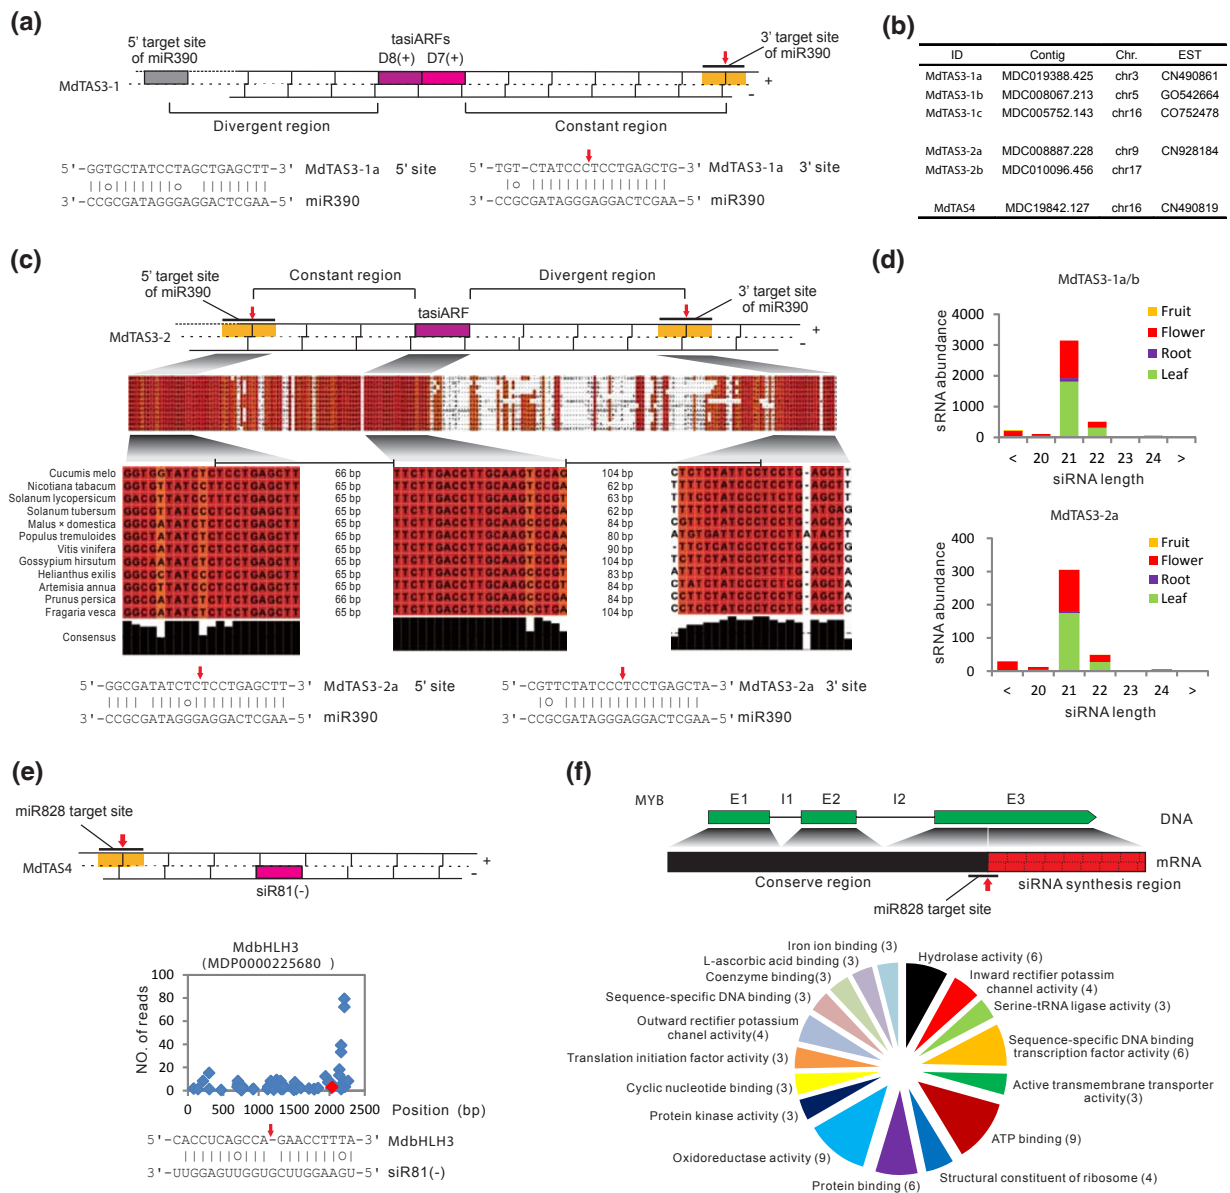 (a)
5' target site
of miR390
tasiARFs
D8(+) D7(+)
3' target site
of miR390
MdTAS3-1
+
-
Divergent region
Constant region
5'-GGTGCTATCCTAGCTGAGCTT-3' MdTAS3-1a 5' site
3'-CCGCGATAGGGAGGACTCGAA-5' miR390
5'-TGT-CTATCCCTCCTGAGCTG-3' MdTAS3-1a 3' site
3'-CCGCGATAGGGAGGACTCGAA-5' miR390
(b)
ID Contig Chr. EST
MdTAS3-1a MDC019388.425 chr3 CN490861
MdTAS3-1b MDC008067.213 chr5 GO542664
MdTAS3-1c MDC005752.143 chr16 CO752478
MdTAS3-2a MDC008887.228 chr9 CN928184
MdTAS3-2b MDC010096.456 chr17
MdTAS4 MDC19842.127 chr16 CN490819
(c)
5' target site
of miR390
Constant region
Divergent region
tasiARF
3' target site
of miR390
MdTAS3-2
+
-
Cucumis melo 66 bp 104 bp
Nicotiana tabacum 65 bp 62 bp
Solanum lycopersicum 65 bp 63 bp
Solanum tubersum 65 bp 62 bp
Malus × domestica 65 bp 84 bp
Populus tremuloides 65 bp 80 bp
Vitis vinifera 65 bp 90 bp
Gossypium hirsutum 65 bp 104 bp
Helianthus exilis 65 bp 83 bp
Artemisia annua 65 bp 84 bp
Prunus persica 66 bp 84 bp
Fragaria vesca 65 bp 104 bp
Consensus
5'-GGCGATATCTCTCCTGAGCTT-3' MdTAS3-2a 5' site
3'-CCGCGATAGGGAGGACTCGAA-5' miR390
5'-CGTTCTATCCCTCCTGAGCTA-3' MdTAS3-2a 3' site
3'-CCGCGATAGGGAGGACTCGAA-5' miR390
(d)
MdTAS3-1a/b
sRNA abundance
4000
3000
2000
1000
0
Fruit
Flower
Root
Leaf
< 20 21 22 23 24 >
siRNA length
MdTAS3-2a
sRNA abundance
400
300
200
100
0
Fruit
Flower
Root
Leaf
< 20 21 22 23 24 >
siRNA length
(e)
miR828 target site
MdTAS4
+
-
siR81(-)
MdbHLH3
(MDP0000225680 )
NO. of reads
100
80
60
40
20
0
0 500 1000 1500 2000 2500
Position (bp)
5'-CACCUCAGCCA-GAACCTTTA-3' MdbHLH3
3'-UUGGAGUUGGUGCUUGGAAGU-5' siR81(-)
(f)
MYB E1 I1 E2 I2 E3
DNA
mRNA
Conserve region
siRNA synthesis region
miR828 target site
Iron ion binding (3)
L-ascorbic acid binding (3)
Coenzyme binding(3)
Sequence-specific DNA binding (3)
Outward rectifier potassium
chanel activity(4)
Translation initiation factor activity (3)
Cyclic nucleotide binding (3)
Protein kinase activity (3)
Oxidoreductase activity (9)
Protein binding (6)
Hydrolase activity (6)
Inward rectifier potassim
channel activity (4)
Serine-tRNA ligase activity (3)
Sequence-specific DNA binding
transcription factor activity (6)
Active transmembrane transporter
activity(3)
ATP binding (9)
Structural constituent of ribosome (4)